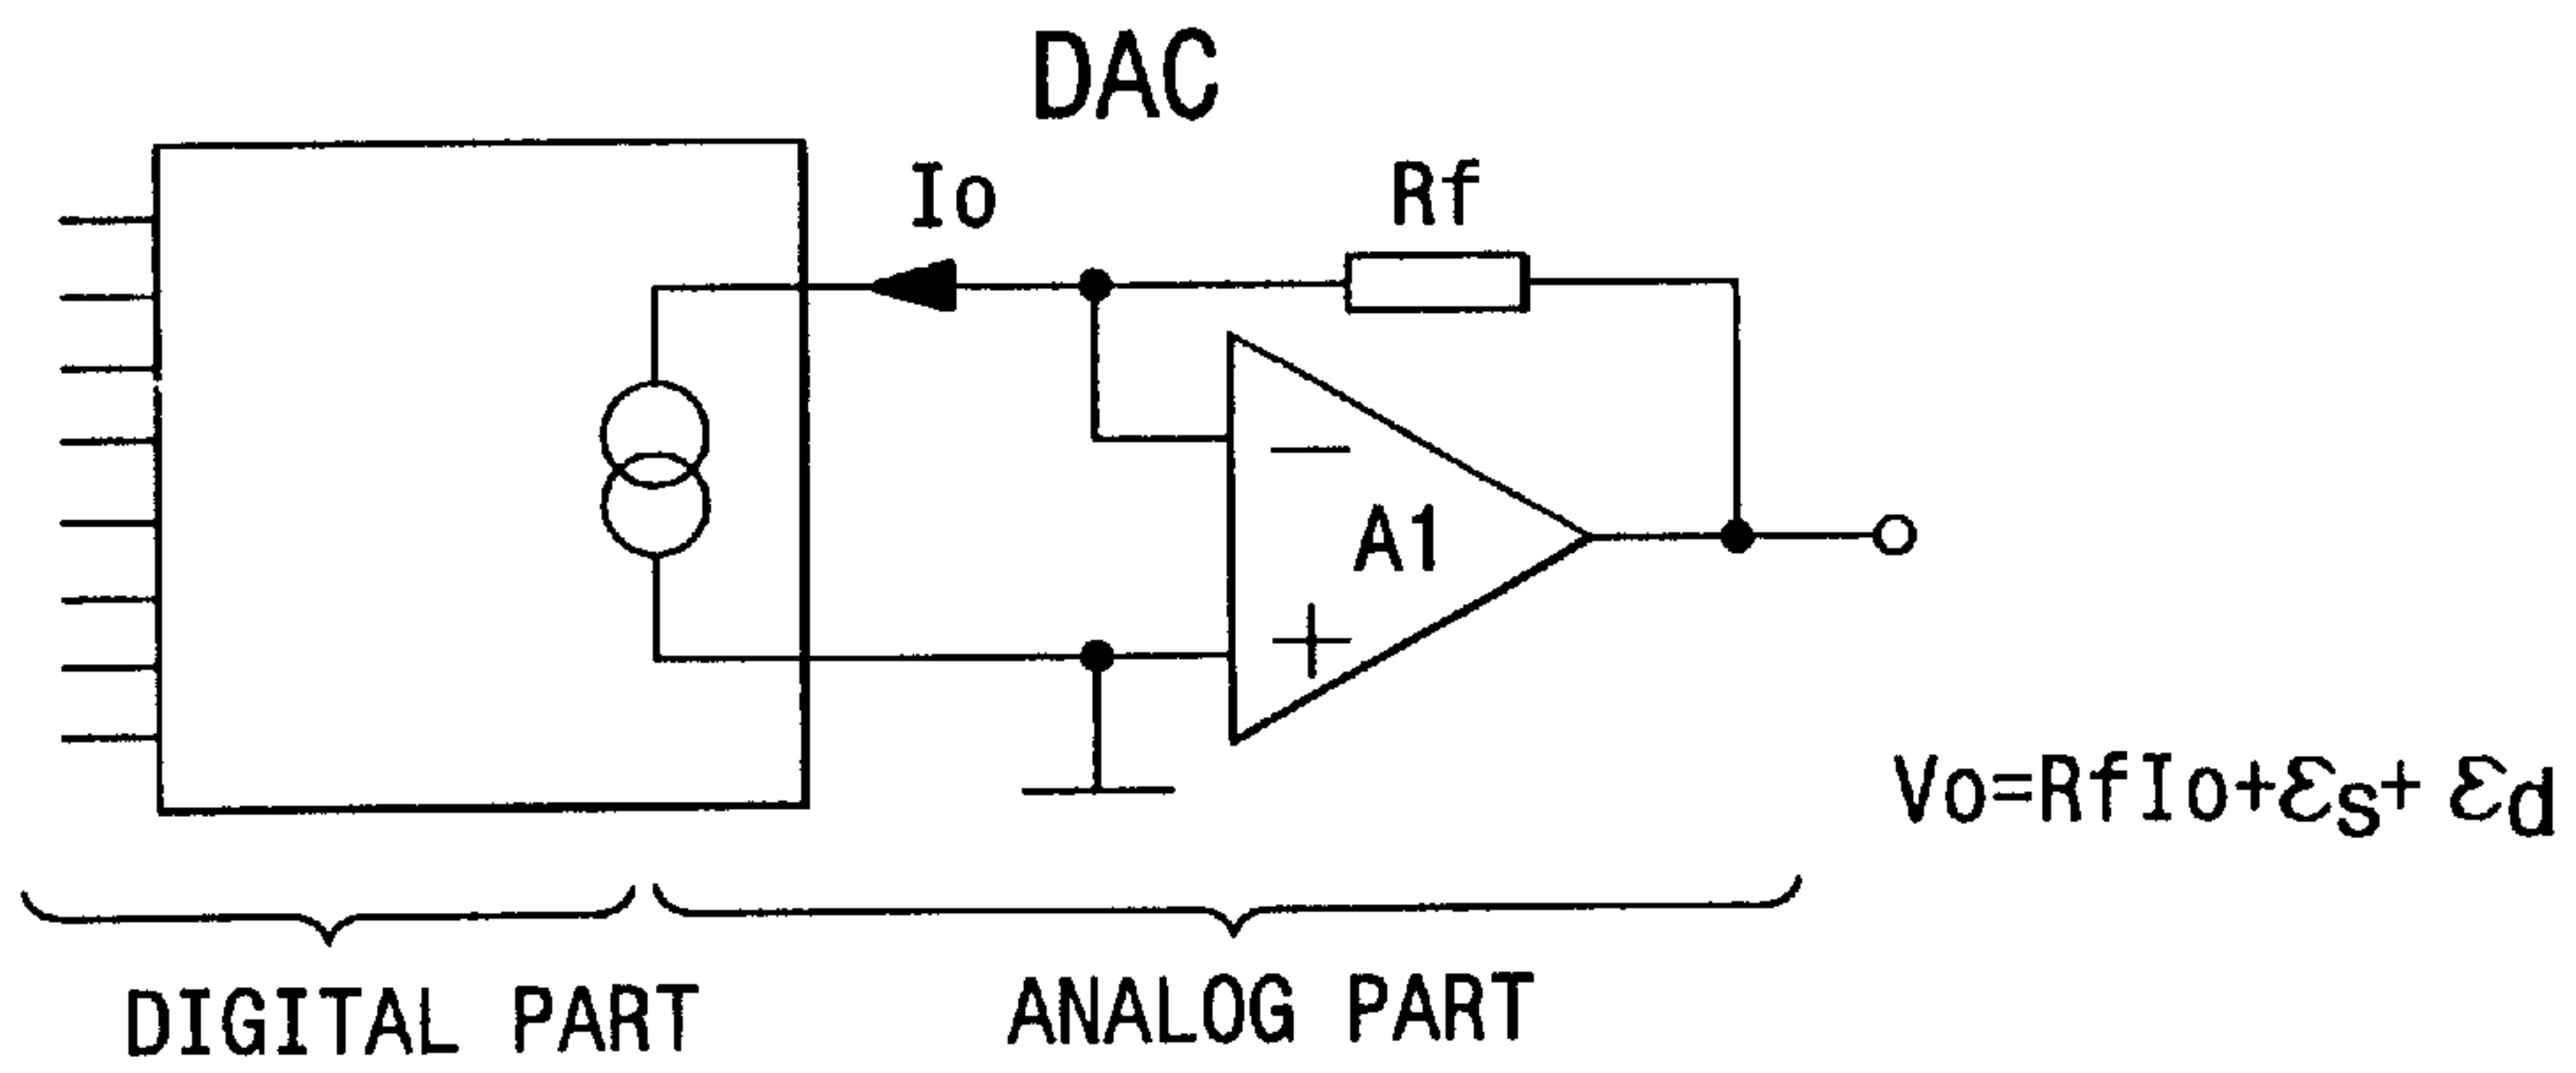 DAC
Io
Rf
−
A1
+
Vo=RfIo+εs+ εd
DIGITAL PART
ANALOG PART